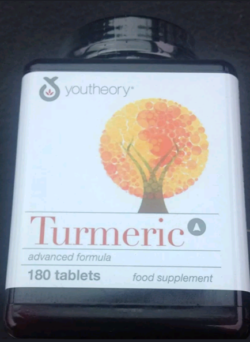 youtheory
Turmeric
advanced formula
180 tablets food supplement